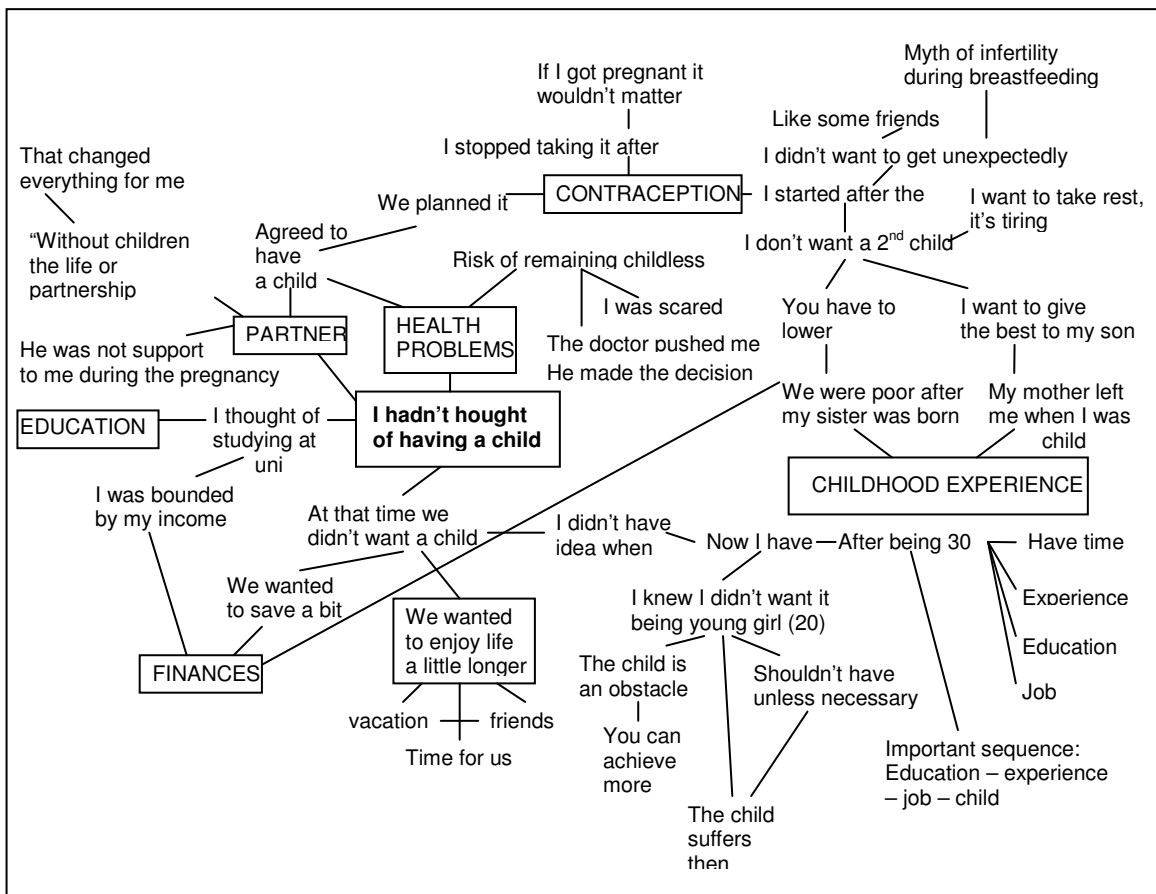 Myth of infertility
during breastfeeding
If I got pregnant it
wouldn't matter
Like some friends
I stopped taking it after
I didn't want to get unexpectedly
That changed
everything for me
CONTRACEPTION
I started after the
We planned it
I want to take rest,
it's tiring
"Without children
the life or
partnership
Agreed to
have
a child
I don't want a 2nd child
Risk of remaining childless
I was scared
You have to
lower
I want to give
the best to my son
PARTNER
HEALTH
PROBLEMS
The doctor pushed me
He made the decision
He was not support
to me during the pregnancy
We were poor after
my sister was born
My mother left
me when I was
child
EDUCATION
I thought of
studying at
uni
I hadn't hought
of having a child
CHILDHOOD EXPERIENCE
I was bounded
by my income
At that time we
didn't want a child
I didn't have
idea when
Now I have
After being 30
Have time
Experience
Education
Job
We wanted
to save a bit
We wanted
to enjoy life
a little longer
I knew I didn't want it
being young girl (20)
FINANCES
The child is
an obstacle
Shouldn't have
unless necessary
vacation
friends
Time for us
You can
achieve
more
Important sequence:
Education – experience
– job – child
The child
suffers
then